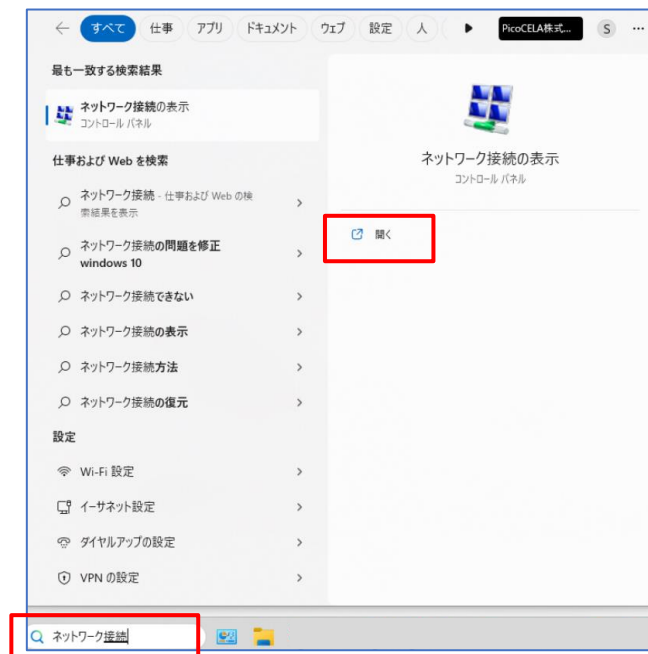 すべて 仕事 アプリ ドキュメント ウェブ 設定 人 PicoCELA株式... S ...
最も一致する検索結果
ネットワーク接続の表示
コントロール パネル
仕事および Web を検索
ネットワーク接続 - 仕事および Web の検
索結果を表示
ネットワーク接続の問題を修正
windows 10
ネットワーク接続できない
ネットワーク接続の表示
ネットワーク接続方法
ネットワーク接続の復元
設定
Wi-Fi 設定
イーサネット設定
ダイヤルアップの設定
VPN の設定
ネットワーク接続の表示
コントロール パネル
開く
ネットワーク接続